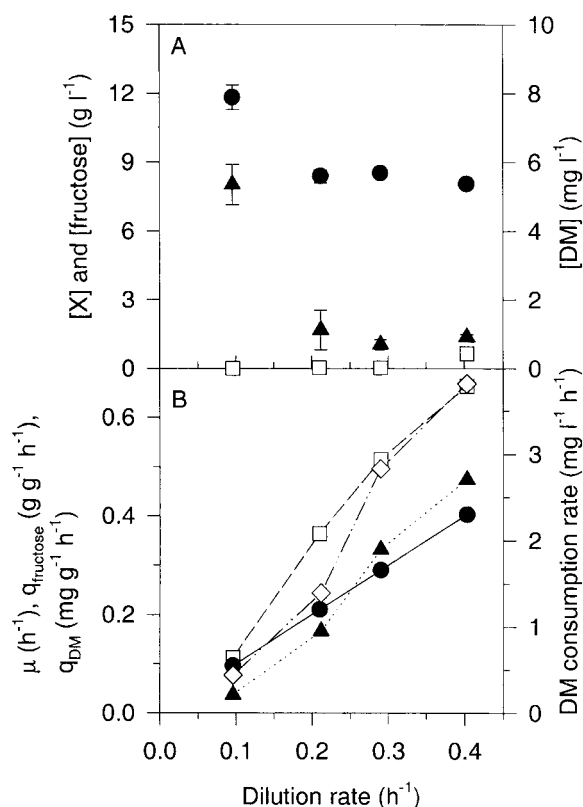 A
15
12
9
6
3
0
[X] and [fructose] (g l⁻¹)
10
8
6
4
2
0
[DM] (mg l⁻¹)
B
0.6
0.4
0.2
0.0
μ (h⁻¹), q_fructose (g g⁻¹ h⁻¹),
q_DM (mg g⁻¹ h⁻¹)
3
2
1
0
DM consumption rate (mg l⁻¹ h⁻¹)
0.0 0.1 0.2 0.3 0.4 0.5
Dilution rate (h⁻¹)